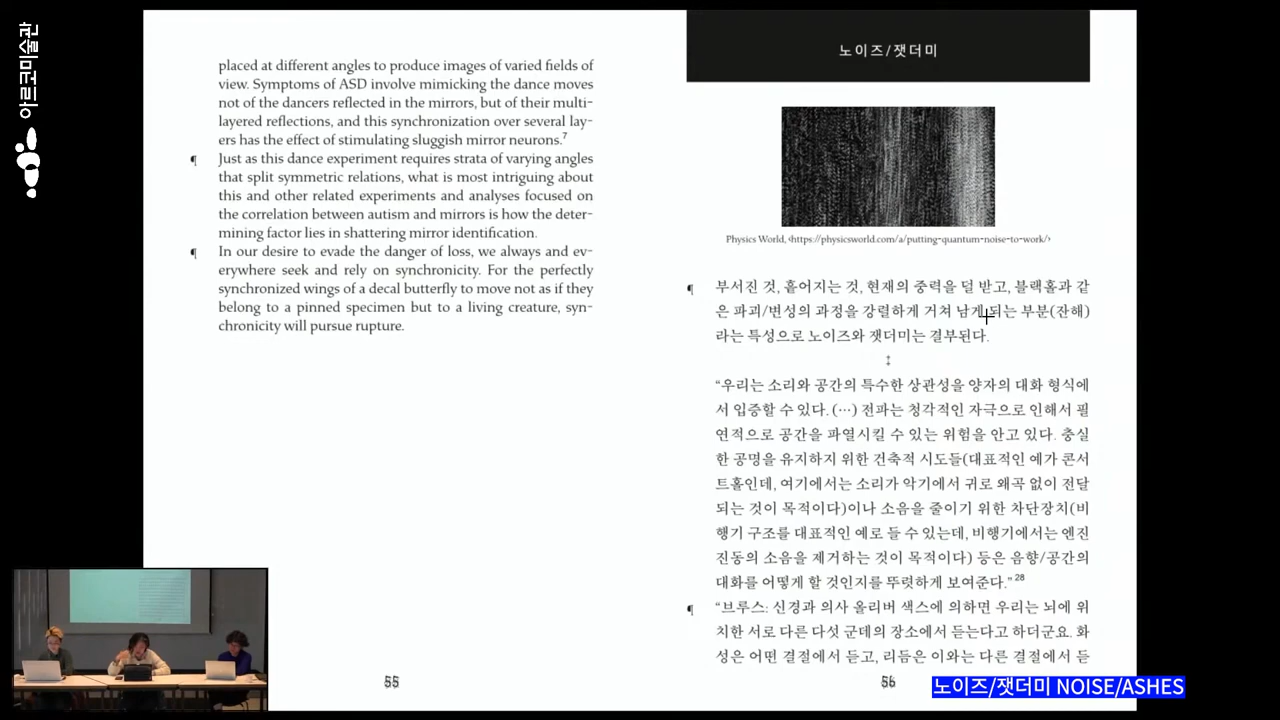 아르코미술관
placed at different angles to produce images of varied fields of
view. Symptoms of ASD involve mimicking the dance moves
not of the dancers reflected in the mirrors, but of their multi-
layered reflections, and this synchronization over several lay-
ers has the effect of stimulating sluggish mirror neurons.7
¶ Just as this dance experiment requires strata of varying angles
that split symmetric relations, what is most intriguing about
this and other related experiments and analyses focused on
the correlation between autism and mirrors is how the deter-
mining factor lies in shattering mirror identification.
¶ In our desire to evade the danger of loss, we always and ev-
erywhere seek and rely on synchronicity. For the perfectly
synchronized wings of a decal butterfly to move not as if they
belong to a pinned specimen but to a living creature, syn-
chronicity will pursue rupture.
55
노이즈/잿더미
Physics World, ‹https://physicsworld.com/a/putting-quantum-noise-to-work/›
¶ 부서진 것, 흩어지는 것, 현재의 중력을 덜 받고, 블랙홀과 같
은 파괴/변성의 과정을 강렬하게 거쳐 남게 되는 부분(잔해)
라는 특성으로 노이즈와 잿더미는 결부된다.
↕
“우리는 소리와 공간의 특수한 상관성을 양자의 대화 형식에
서 입증할 수 있다. (…) 전파는 청각적인 자극으로 인해서 필
연적으로 공간을 파열시킬 수 있는 위험을 안고 있다. 충실
한 공명을 유지하지 위한 건축적 시도들(대표적인 예가 콘서
트홀인데, 여기에서는 소리가 악기에서 귀로 왜곡 없이 전달
되는 것이 목적이다)이나 소음을 줄이기 위한 차단장치(비
행기 구조를 대표적인 예로 들 수 있는데, 비행기에서는 엔진
진동의 소음을 제거하는 것이 목적이다) 등은 음향/공간의
대화를 어떻게 할 것인지를 뚜렷하게 보여준다.” 28
¶ “브루스: 신경과 의사 올리버 색스에 의하면 우리는 뇌에 위
치한 서로 다른 다섯 군데의 장소에서 듣는다고 하더군요. 화
성은 어떤 결절에서 듣고, 리듬은 이와는 다른 결절에서 듣
56
노이즈/잿더미 NOISE/ASHES